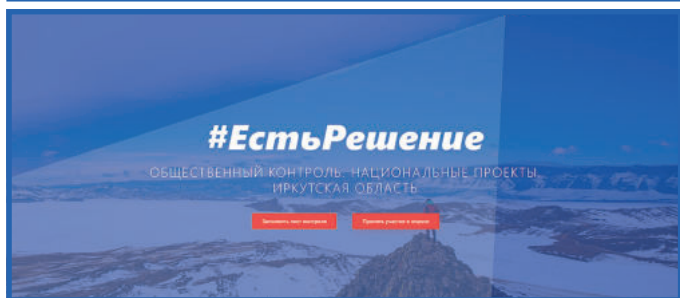 #ЕстьРешение
ОБЩЕСТВЕННЫЙ КОНТРОЛЬ. НАЦИОНАЛЬНЫЕ ПРОЕКТЫ.
ИРКУТСКАЯ ОБЛАСТЬ
Заполнить лист контроля Принять участие в опросе